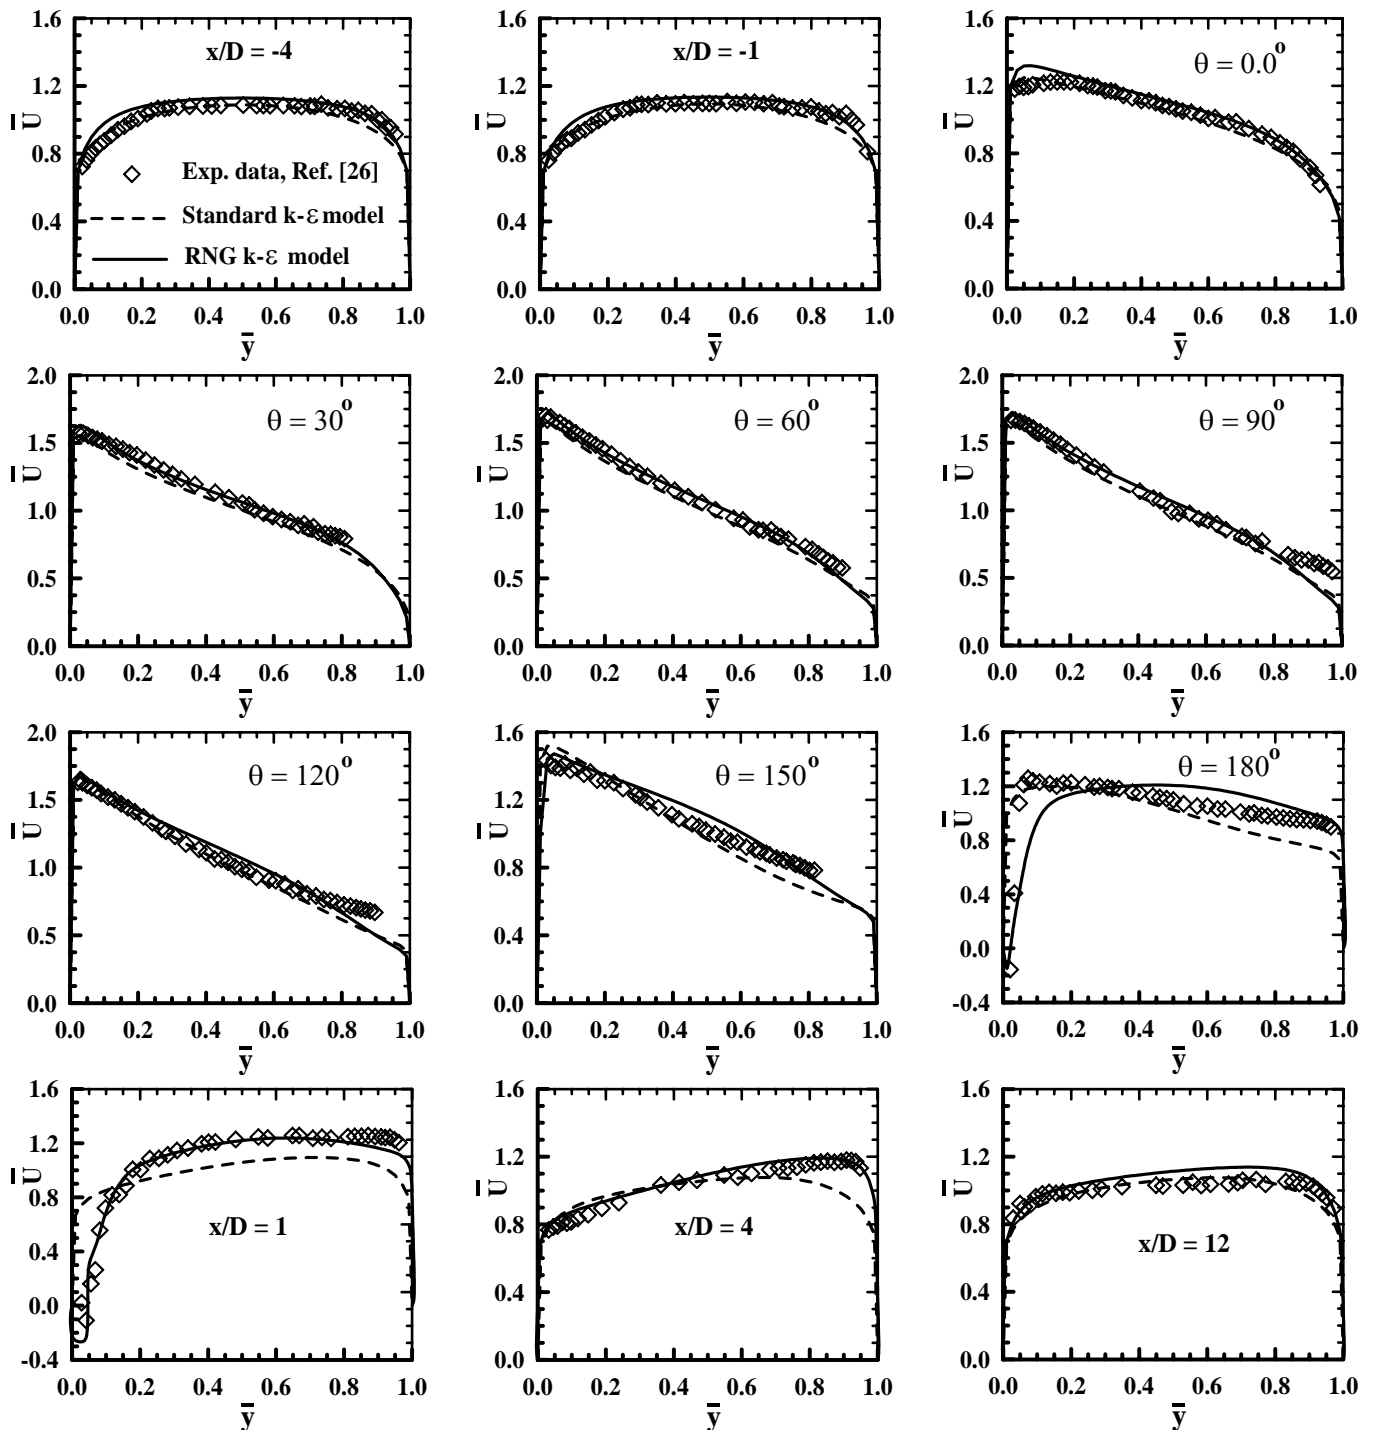 1.6
1.2
0.8
0.4
0.0
U̅
x/D = -4
Exp. data, Ref. [26]
Standard k-ε model
RNG k-ε model
0.0 0.2 0.4 0.6 0.8 1.0
y̅
1.6
1.2
0.8
0.4
0.0
U̅
x/D = -1
0.0 0.2 0.4 0.6 0.8 1.0
y̅
1.6
1.2
0.8
0.4
0.0
U̅
θ = 0.0°
0.0 0.2 0.4 0.6 0.8 1.0
y̅
2.0
1.5
1.0
0.5
0.0
U̅
θ = 30°
0.0 0.2 0.4 0.6 0.8 1.0
y̅
2.0
1.5
1.0
0.5
0.0
U̅
θ = 60°
0.0 0.2 0.4 0.6 0.8 1.0
y̅
2.0
1.5
1.0
0.5
0.0
U̅
θ = 90°
0.0 0.2 0.4 0.6 0.8 1.0
y̅
2.0
1.5
1.0
0.5
0.0
U̅
θ = 120°
0.0 0.2 0.4 0.6 0.8 1.0
y̅
1.6
1.2
0.8
0.4
0.0
U̅
θ = 150°
0.0 0.2 0.4 0.6 0.8 1.0
y̅
1.6
1.2
0.8
0.4
0.0
-0.4
U̅
θ = 180°
0.0 0.2 0.4 0.6 0.8 1.0
y̅
1.6
1.2
0.8
0.4
0.0
-0.4
U̅
x/D = 1
0.0 0.2 0.4 0.6 0.8 1.0
y̅
1.6
1.2
0.8
0.4
0.0
U̅
x/D = 4
0.0 0.2 0.4 0.6 0.8 1.0
y̅
1.6
1.2
0.8
0.4
0.0
U̅
x/D = 12
0.0 0.2 0.4 0.6 0.8 1.0
y̅